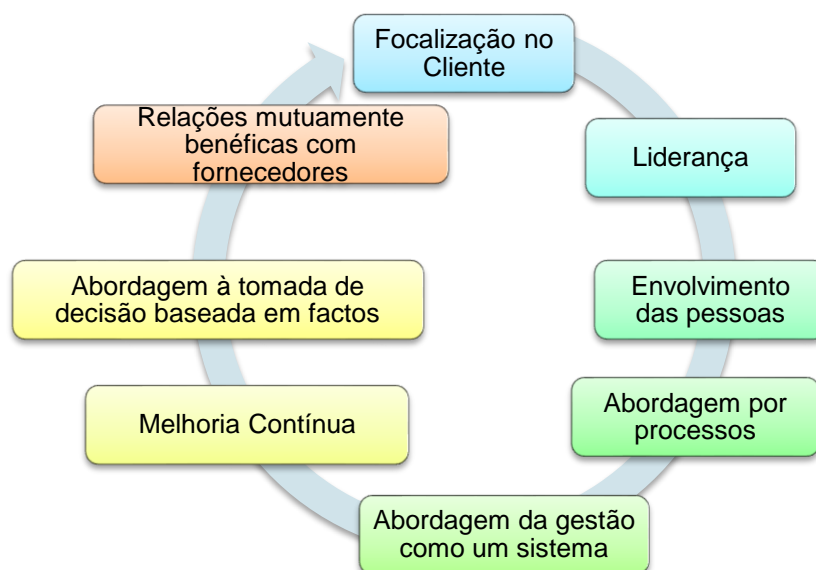 Focalização no
Cliente
Liderança
Envolvimento
das pessoas
Abordagem por
processos
Abordagem da gestão
como um sistema
Melhoria Contínua
Abordagem à tomada de
decisão baseada em factos
Relações mutuamente
benéficas com
fornecedores